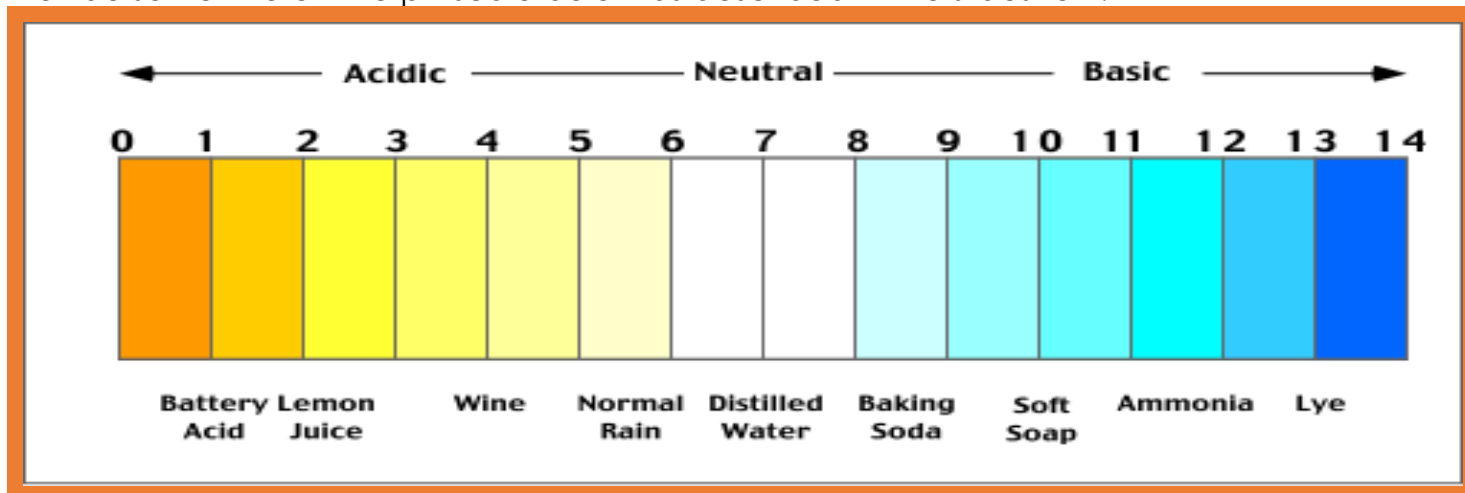 Acidic Neutral Basic
0 1 2 3 4 5 6 7 8 9 10 11 12 13 14
Battery Lemon Wine Normal Distilled Baking Soft Ammonia Lye
Acid Juice Rain Water Soda Soap